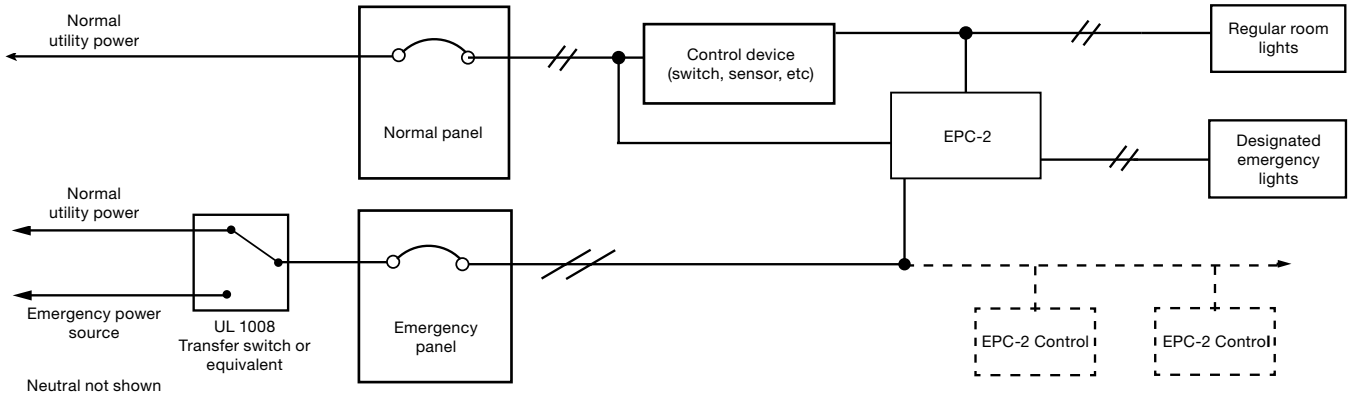 Normal
utility power
Normal panel
Control device
(switch, sensor, etc)
Regular room
lights
EPC-2
Designated
emergency
lights
Normal
utility power
Emergency power
source
UL 1008
Transfer switch or
equivalent
Emergency
panel
EPC-2 Control
EPC-2 Control
Neutral not shown